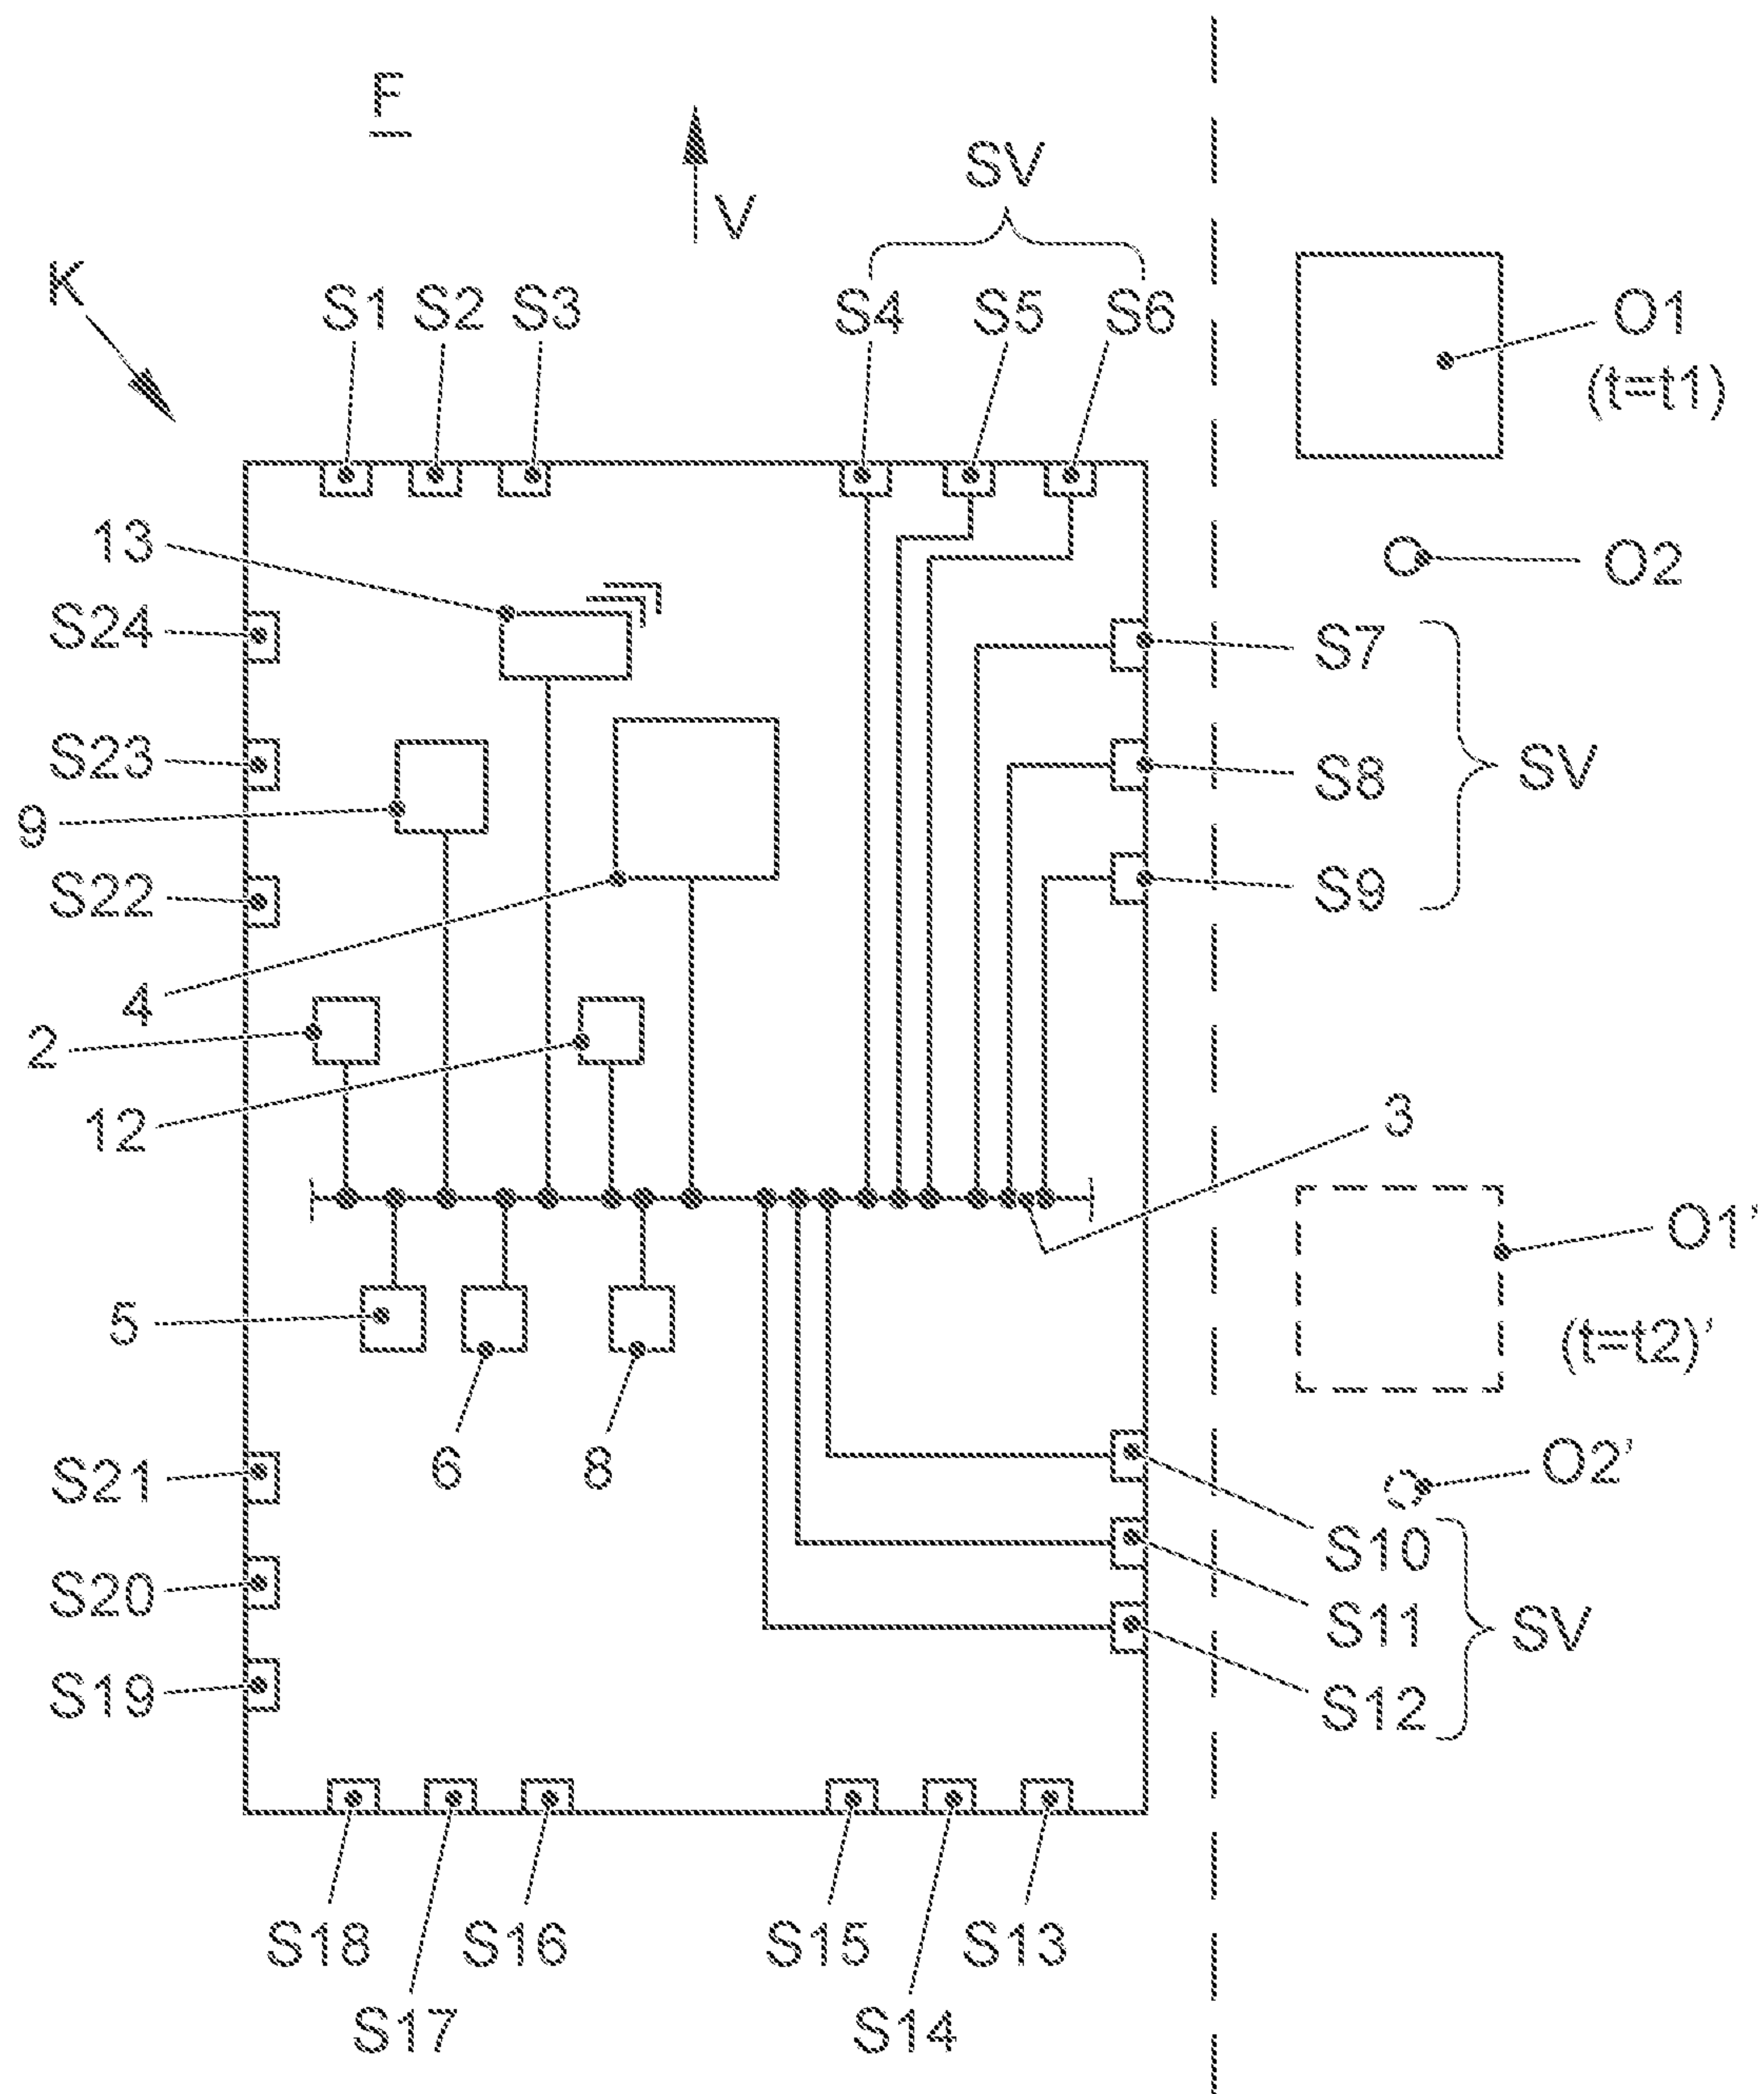 F
SV
V
K
S1 S2 S3 S4 S5 S6
O1
(t=t1)
13
O2
S24
S7
S23
S8
SV
9
S22
S9
4
2
12
3
O1'
5
(t=t2)'
6
8
O2'
S21
S10
S20
S11
SV
S19
S12
S18
S16
S15
S13
S17
S14